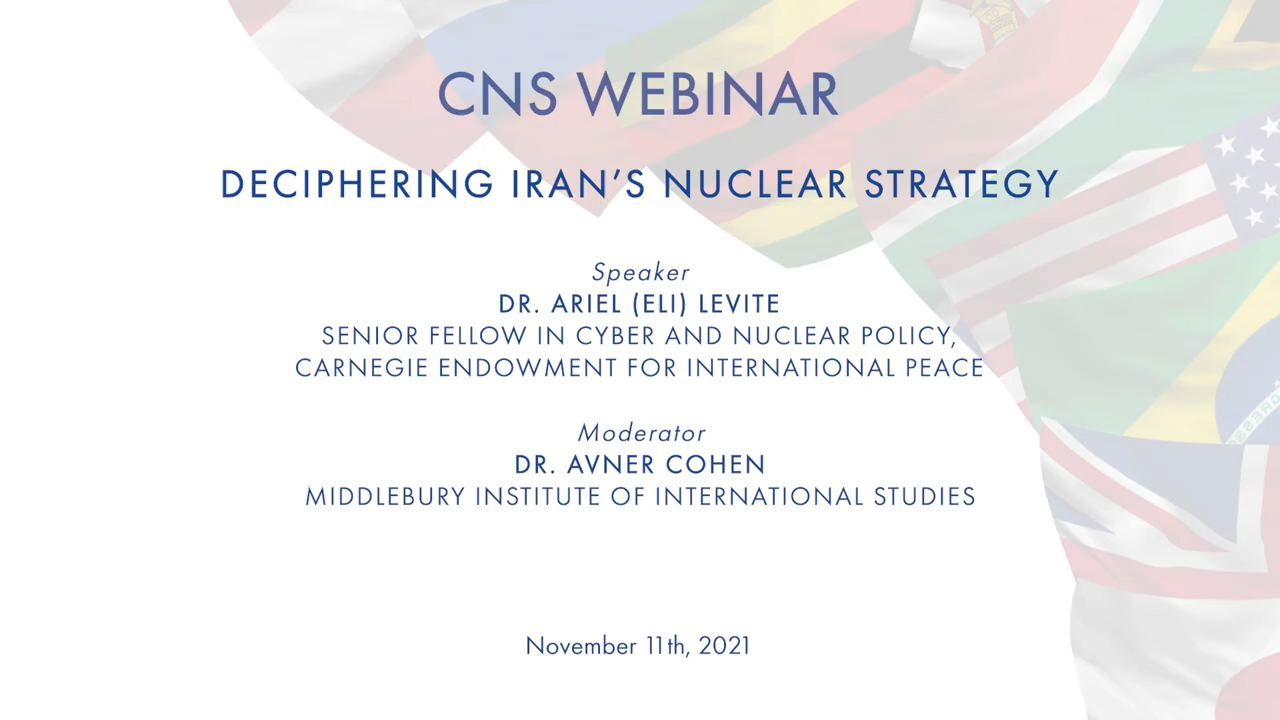 CNS WEBINAR
DECIPHERING IRAN'S NUCLEAR STRATEGY
Speaker
DR. ARIEL (ELI) LEVITE
SENIOR FELLOW IN CYBER AND NUCLEAR POLICY,
CARNEGIE ENDOWMENT FOR INTERNATIONAL PEACE
Moderator
DR. AVNER COHEN
MIDDLEBURY INSTITUTE OF INTERNATIONAL STUDIES
November 11th, 2021